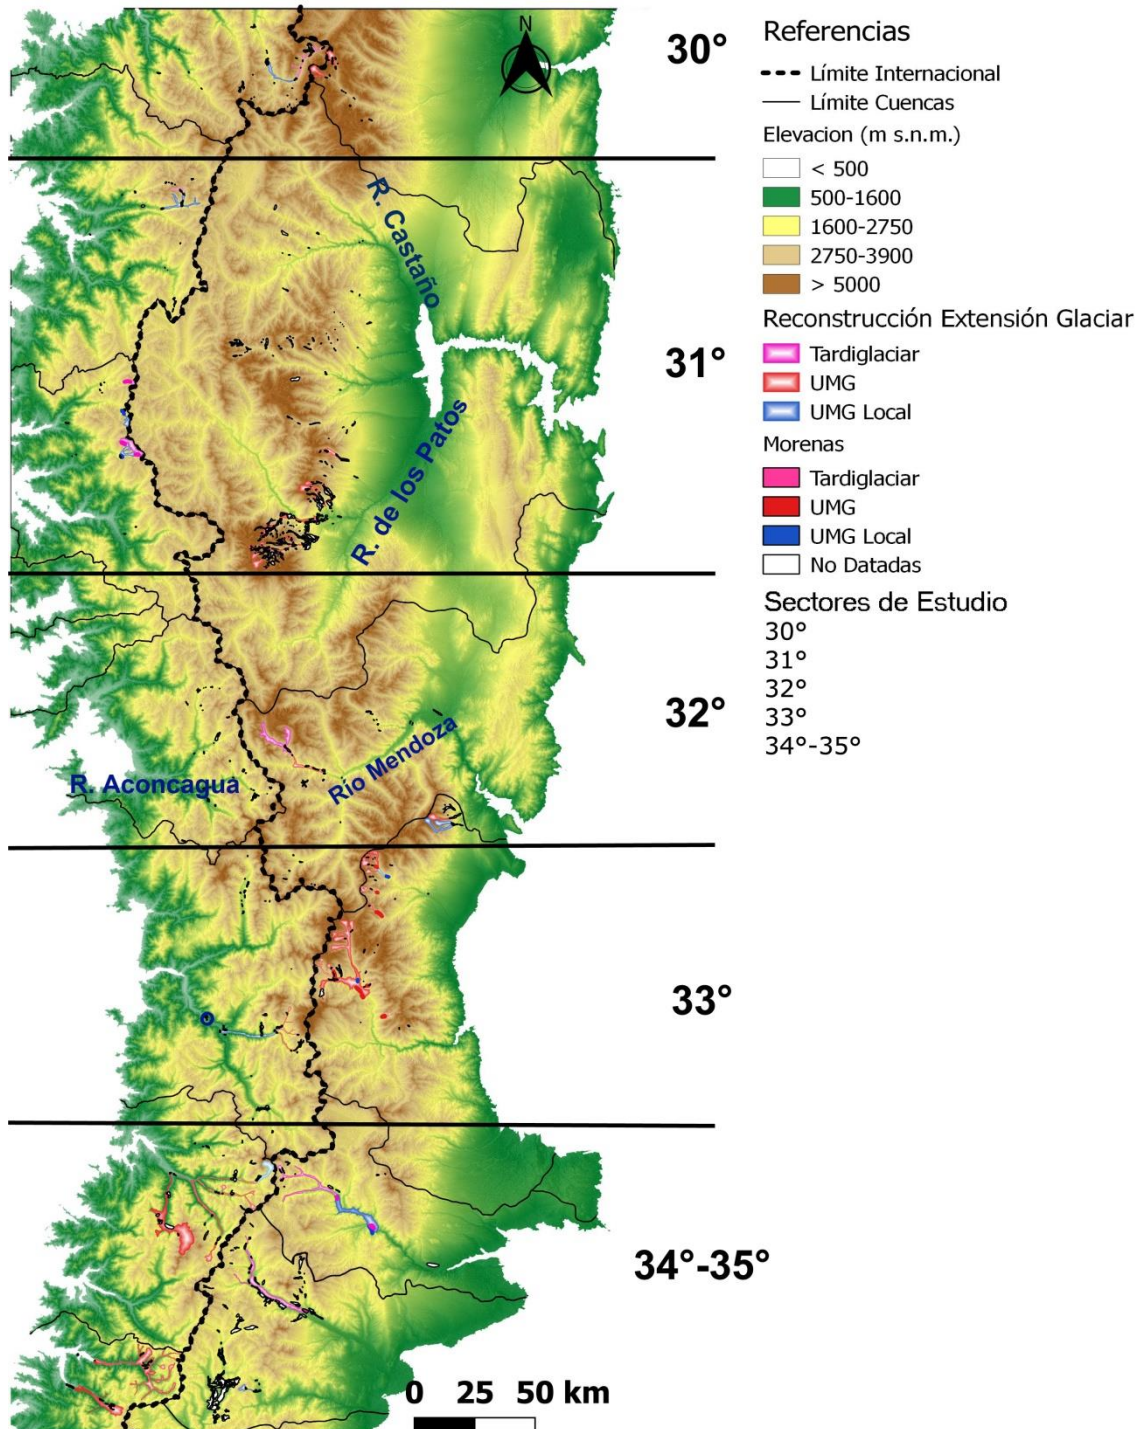 N
30°
R. Castaño
31°
R. de los Patos
32°
Río Mendoza
R. Aconcagua
33°
34°-35°
0 25 50 km
Referencias
Límite Internacional
Límite Cuencas
Elevacion (m s.n.m.)
< 500
500-1600
1600-2750
2750-3900
> 5000
Reconstrucción Extensión Glaciar
Tardiglaciar
UMG
UMG Local
Morenas
Tardiglaciar
UMG
UMG Local
No Datadas
Sectores de Estudio
30°
31°
32°
33°
34°-35°